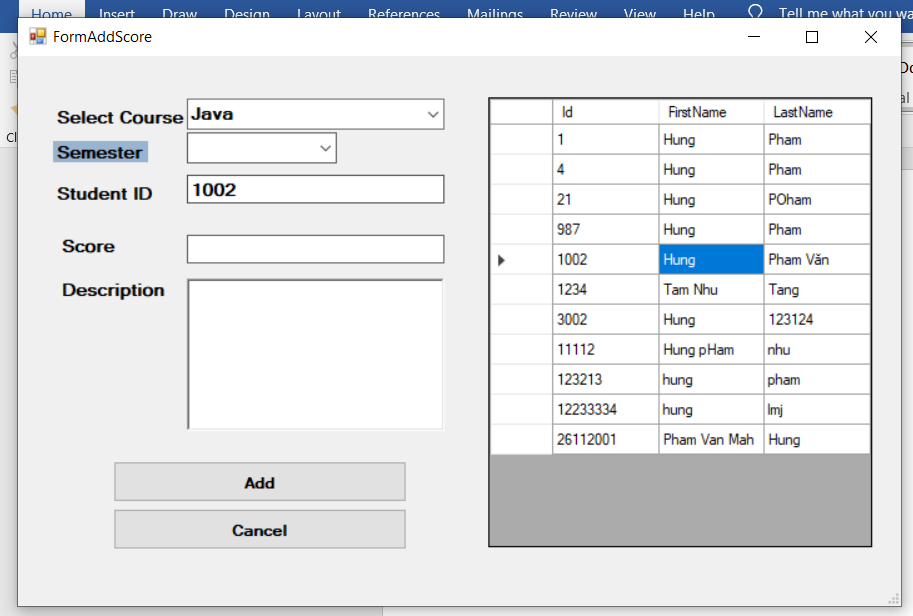 Home Insert Draw Design Layout References Mailings Review View Help Tell me what you
FormAddScore
Select Course Java
Semester
Student ID 1002
Score
Description
Add
Cancel
Id FirstName LastName
1 Hung Pham
4 Hung Pham
21 Hung POham
987 Hung Pham
1002 Hung Pham Văn
1234 Tam Nhu Tang
3002 Hung 123124
11112 Hung pHam nhu
123213 hung pham
12233334 hung lmj
26112001 Pham Van Mah Hung